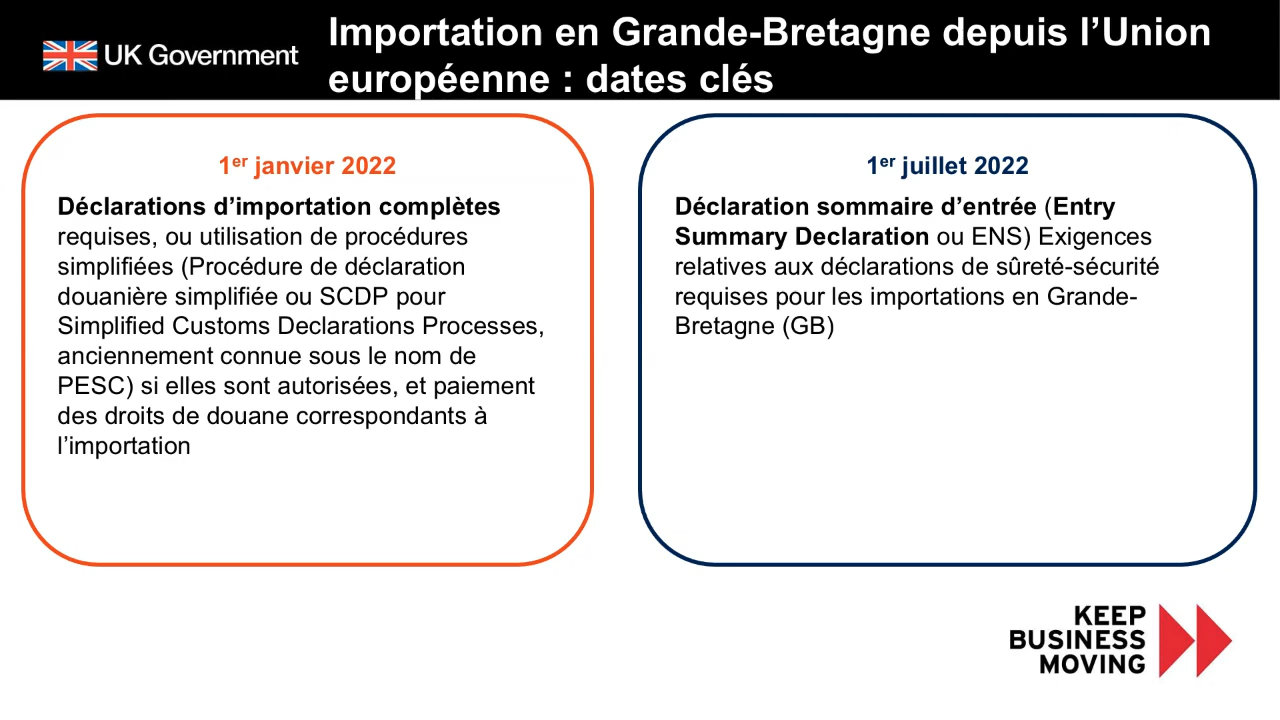 UK Government
Importation en Grande-Bretagne depuis l’Union
européenne : dates clés
1er janvier 2022
Déclarations d’importation complètes
requises, ou utilisation de procédures
simplifiées (Procédure de déclaration
douanière simplifiée ou SCDP pour
Simplified Customs Declarations Processes,
anciennement connue sous le nom de
PESC) si elles sont autorisées, et paiement
des droits de douane correspondants à
l’importation
1er juillet 2022
Déclaration sommaire d’entrée (Entry
Summary Declaration ou ENS) Exigences
relatives aux déclarations de sûreté-sécurité
requises pour les importations en Grande-
Bretagne (GB)
KEEP
BUSINESS
MOVING